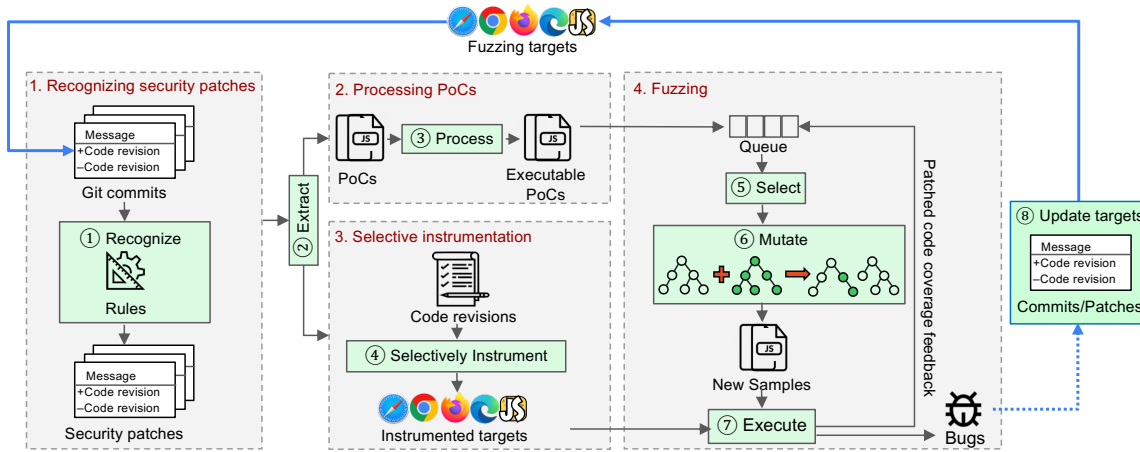 Fuzzing targets
1. Recognizing security patches
Message
+Code revision
–Code revision
Git commits
① Recognize
Rules
Message
+Code revision
–Code revision
Security patches
② Extract
2. Processing PoCs
JS
PoCs
③ Process
JS
Executable
PoCs
3. Selective instrumentation
Code revisions
④ Selectively Instrument
JS
Instrumented targets
4. Fuzzing
Queue
⑤ Select
⑥ Mutate
JS
New Samples
⑦ Execute
Patched code coverage feedback
Bugs
⑧ Update targets
Message
+Code revision
–Code revision
Commits/Patches
JS